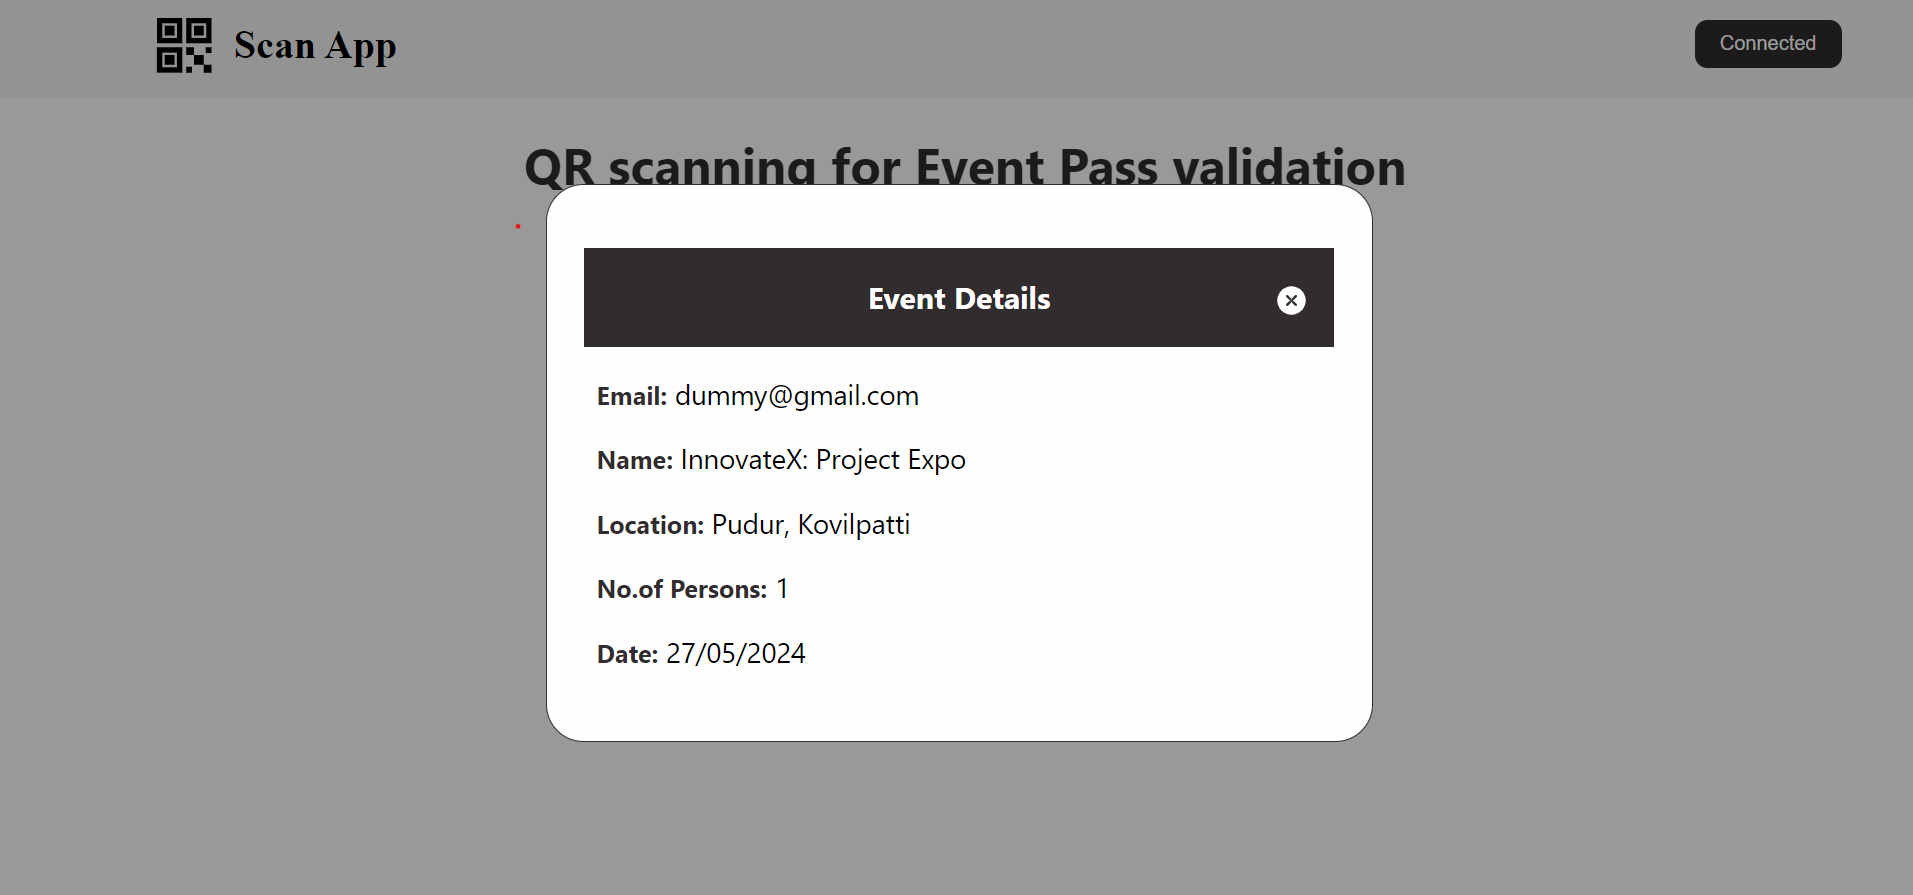 Scan App
Connected
QR scanning for Event Pass validation
Event Details
Email: dummy@gmail.com
Name: InnovateX: Project Expo
Location: Pudur, Kovilpatti
No.of Persons: 1
Date: 27/05/2024